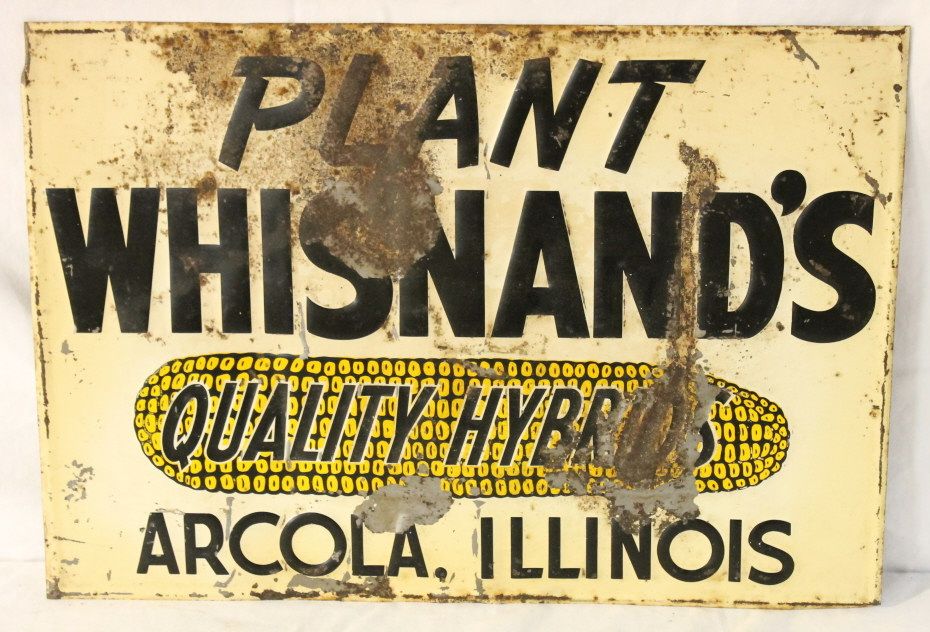 PLANT
WHISNAND'S
QUALITY HYBRIDS
ARCOLA, ILLINOIS